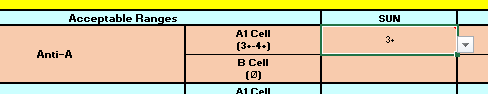 Acceptable Ranges SUN
A1 Cell
(3+-4+) 3+
Anti-A
B Cell
(Ø)
A1 Cell